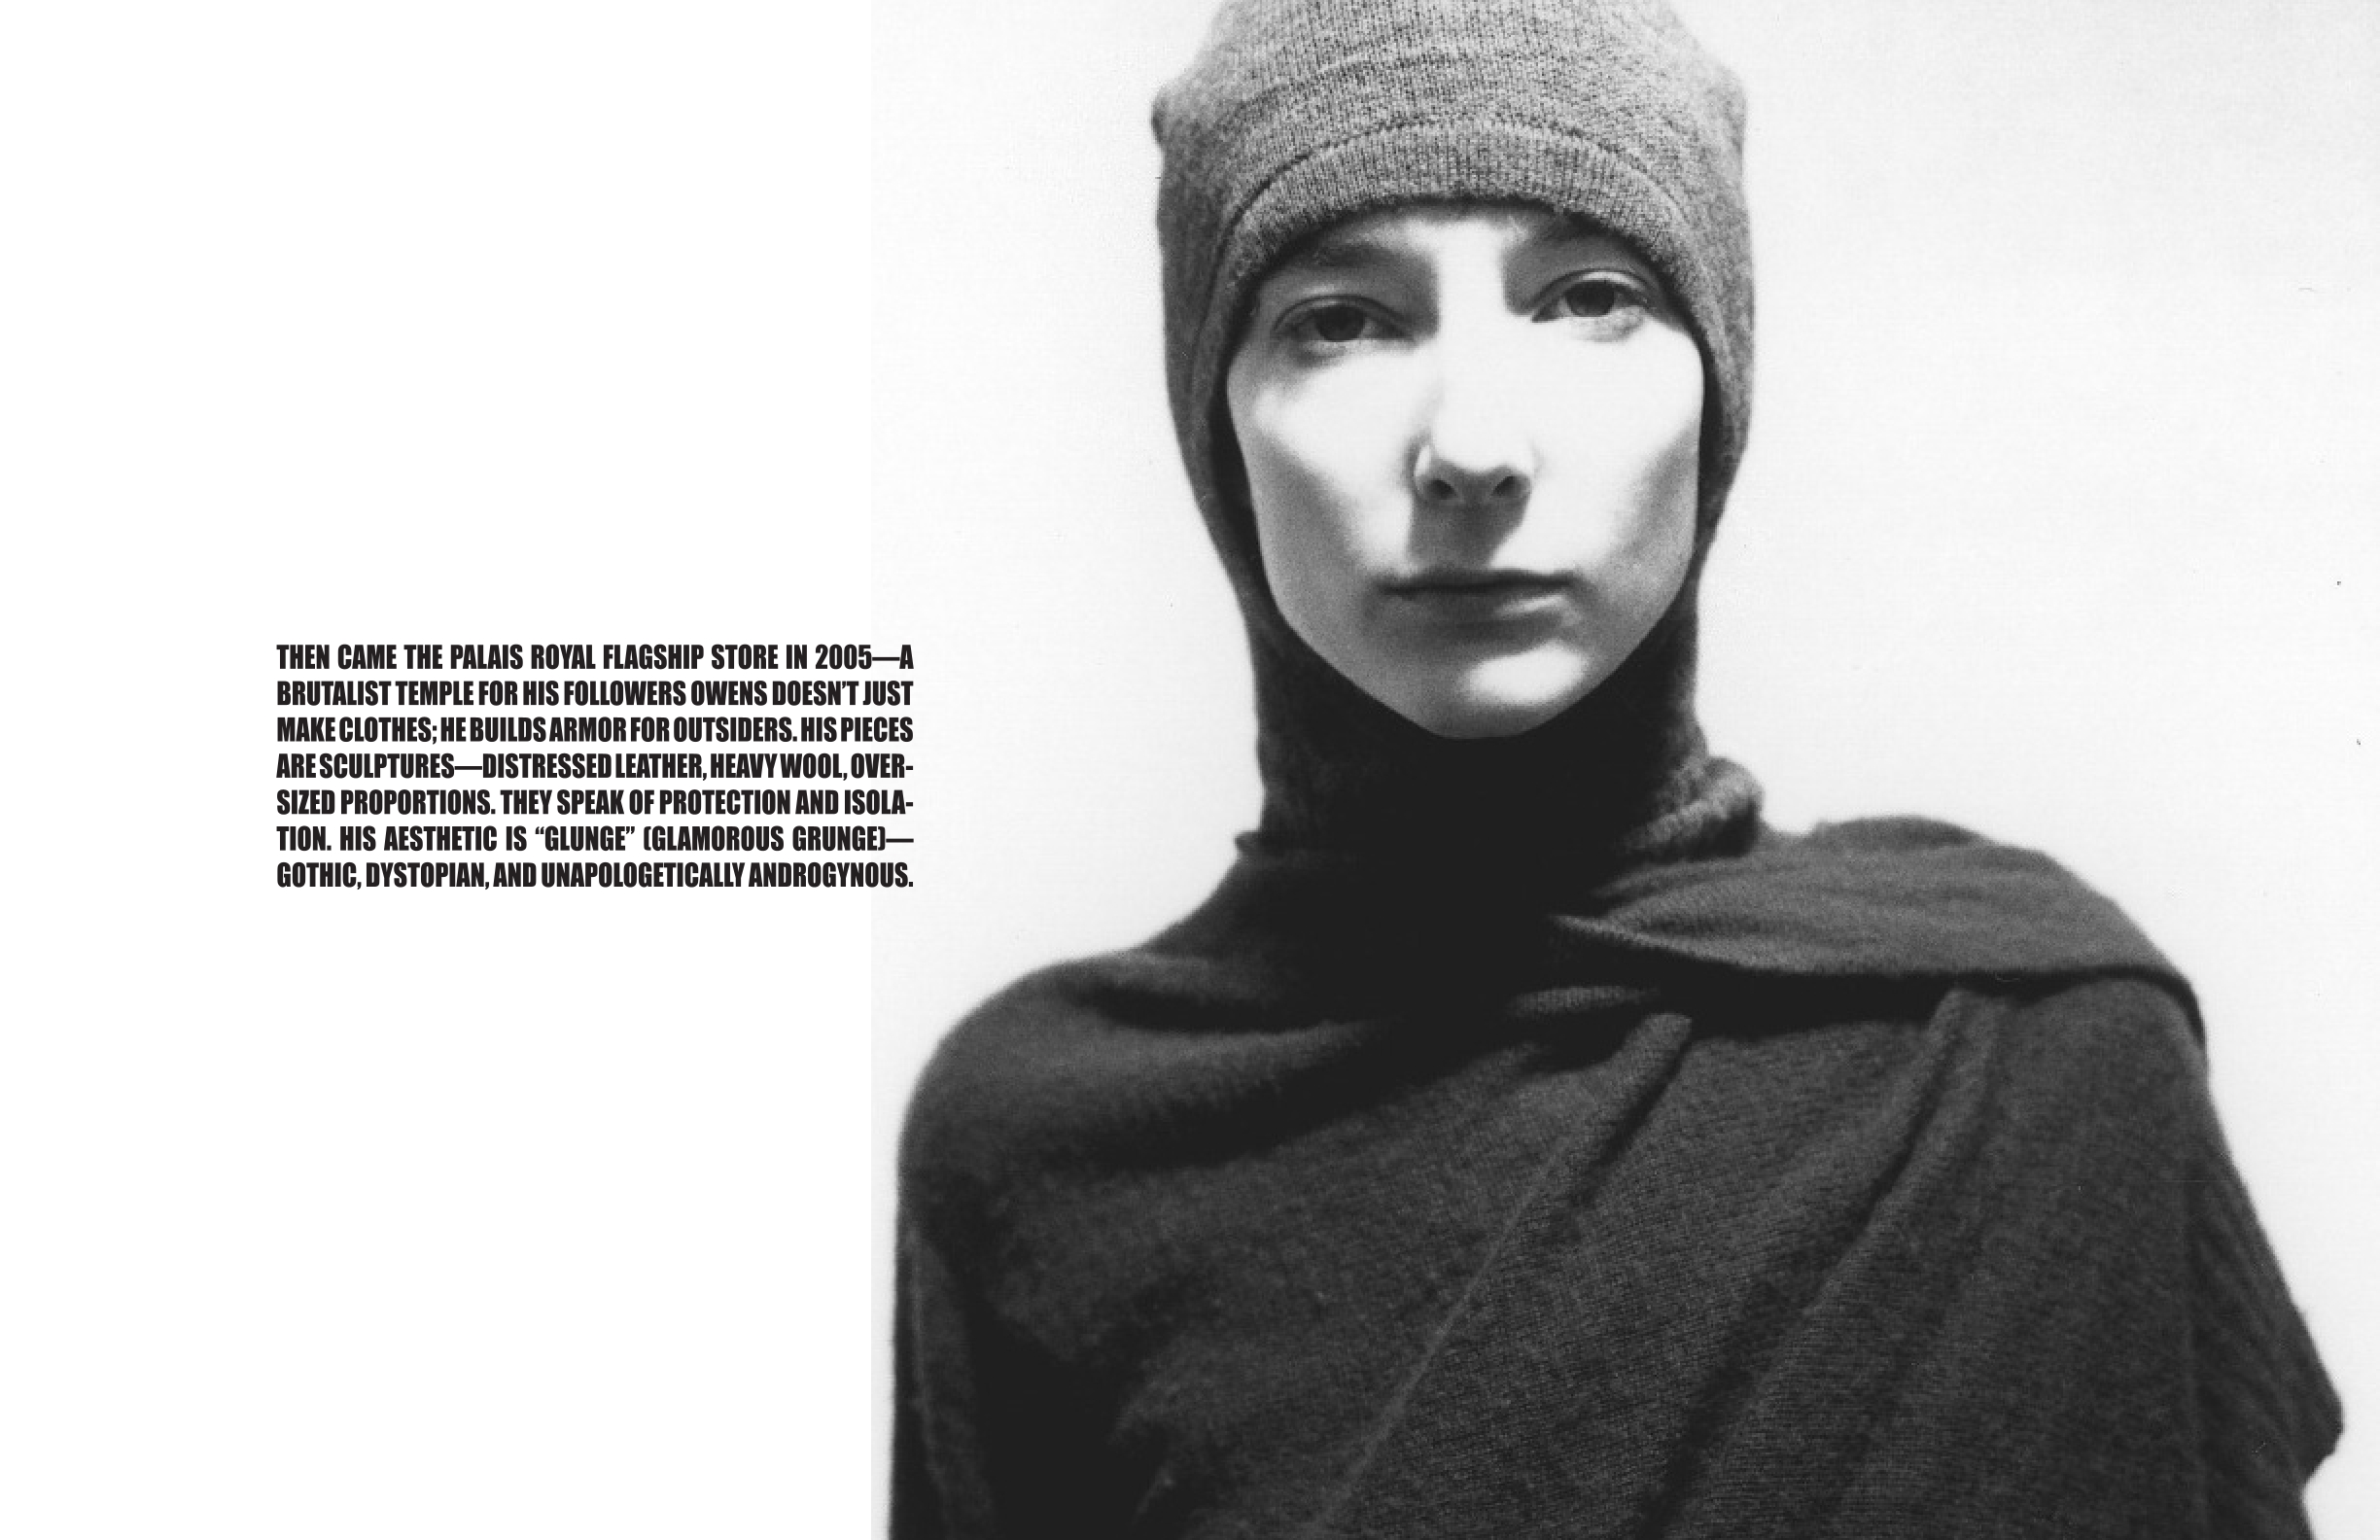 THEN CAME THE PALAIS ROYAL FLAGSHIP STORE IN 2005—A
BRUTALIST TEMPLE FOR HIS FOLLOWERS OWENS DOESN’T JUST
MAKE CLOTHES; HE BUILDS ARMOR FOR OUTSIDERS. HIS PIECES
ARE SCULPTURES—DISTRESSED LEATHER, HEAVY WOOL, OVER-
SIZED PROPORTIONS. THEY SPEAK OF PROTECTION AND ISOLA-
TION. HIS AESTHETIC IS “GLUNGE” (GLAMOROUS GRUNGE)—
GOTHIC, DYSTOPIAN, AND UNAPOLOGETICALLY ANDROGYNOUS.